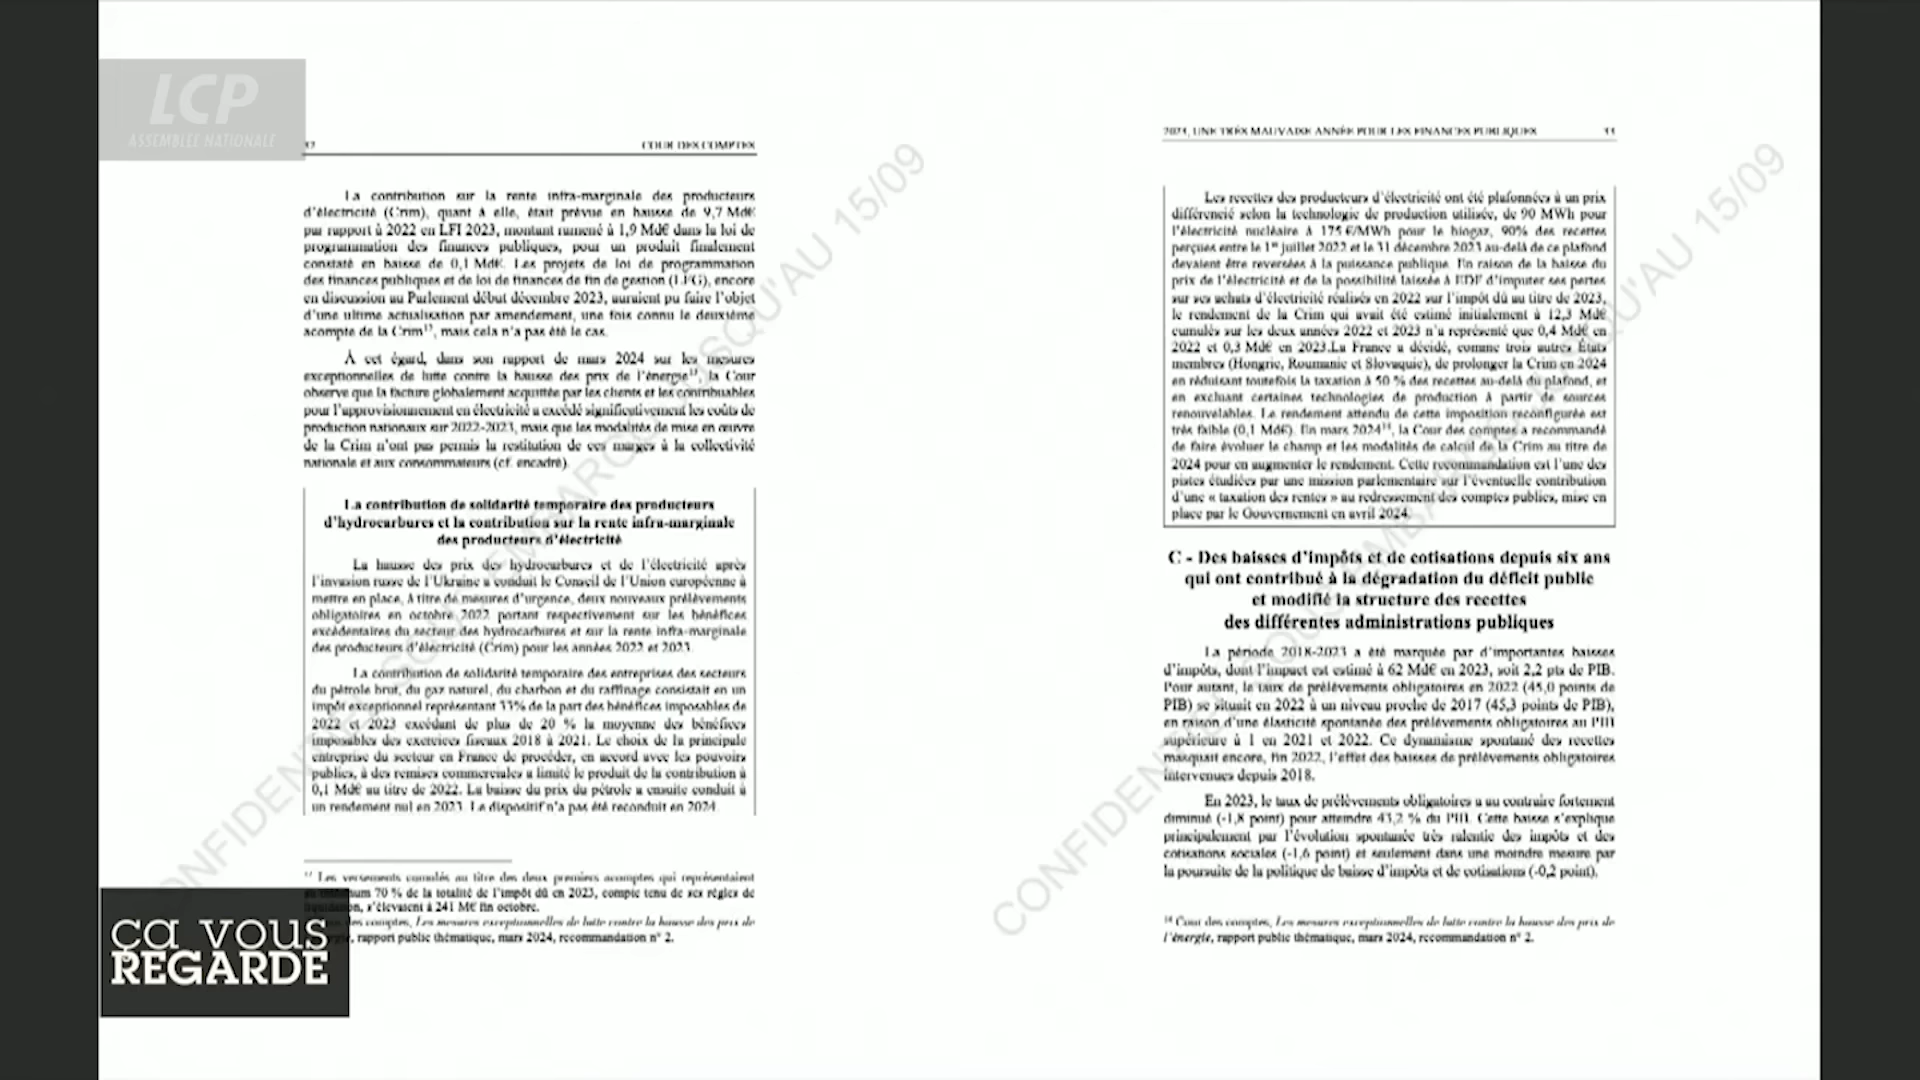 LCP
ASSEMBLÉE NATIONALE
COUR DES COMPTES
La contribution sur la rente infra-marginale des producteurs
d'électricité (Crim), quant à elle, était prévue en hausse de 9,7 Md€
par rapport à 2022 en LFI 2023, montant ramené à 1,9 Md€ dans la loi de
programmation des finances publiques, pour un produit finalement
constaté en hausse de 0,1 Md€. Les projets de loi de programmation
des finances publiques et de loi de finances de fin de gestion (LFG), encore
en discussion au Parlement début décembre 2023, auraient pu faire l'objet
d'une ultime actualisation par amendement, une fois connu le deuxième
acompte de la Crim, mais cela n'a pas été le cas.
À cet égard, dans son rapport de mars 2024 sur les mesures
exceptionnelles de lutte contre la hausse des prix de l'énergie, la Cour
observe que la facture globalement acquittée par les clients et les contribuables
pour l'approvisionnement en électricité a excédé significativement les coûts de
production nationaux sur 2022-2023, mais que les modalités de mise en œuvre
de la Crim n'ont pas permis la restitution de ces marges à la collectivité
nationale et aux consommateurs (cf. encadré).
La contribution de solidarité temporaire des producteurs
d'hydrocarbures et la contribution sur la rente infra-marginale
des producteurs d'électricité
La hausse des prix des hydrocarbures et de l'électricité après
l'invasion russe de l'Ukraine a conduit le Conseil de l'Union européenne à
mettre en place, à titre de mesures d'urgence, deux nouveaux prélèvements
obligatoires en octobre 2022 portant respectivement sur les bénéfices
excédentaires du secteur des hydrocarbures et sur la rente infra-marginale
des producteurs d'électricité (Crim) pour les années 2022 et 2023.
La contribution de solidarité temporaire des entreprises des secteurs
du pétrole brut, du gaz naturel, du charbon et du raffinage consistait en un
impôt exceptionnel représentant 33% de la part des bénéfices imposables de
2022 et 2023 excédant de plus de 20 % la moyenne des bénéfices
imposables des exercices fiscaux 2018 à 2021. Le choix de la principale
entreprise du secteur en France de procéder, en accord avec les pouvoirs
publics, à des remises commerciales a limité le produit de la contribution à
0,1 Md€ au titre de 2022. La baisse du prix du pétrole a ensuite conduit à
un rendement nul en 2023. Le dispositif n'a pas été reconduit en 2024.
Les versements cumulés au titre des deux premiers acomptes qui représentaient
70 % de la totalité de l'impôt dû en 2023, compte tenu de ses règles de
s'élevaient à 241 M€ fin octobre.
des comptes, Les mesures exceptionnelles de lutte contre la hausse des prix de
rapport public thématique, mars 2024, recommandation n° 2.
CONFIDENTIEL SOUS EMBARGO JUSQU'AU 15/09
ça vous
REGARDE
2023, UNE TRÈS MAUVAISE ANNÉE POUR LES FINANCES PUBLIQUES 33
Les recettes des producteurs d'électricité ont été plafonnées à un prix
différencié selon la technologie de production utilisée, de 90 MWh pour
l'électricité nucléaire à 175 €/MWh pour le biogaz, 90% des recettes
perçues entre le 1er juillet 2022 et le 31 décembre 2023 au-delà de ce plafond
devaient être reversées à la puissance publique. En raison de la baisse du
prix de l'électricité et de la possibilité laissée à EDF d'imputer ses pertes
sur ses achats d'électricité réalisés en 2022 sur l'impôt dû au titre de 2023,
le rendement de la Crim qui avait été estimé initialement à 12,3 Md€
cumulés sur les deux années 2022 et 2023 n'a représenté que 0,4 Md€ en
2022 et 0,3 Md€ en 2023.La France a décidé, comme trois autres États
membres (Hongrie, Roumanie et Slovaquie), de prolonger la Crim en 2024
en réduisant toutefois la taxation à 50 % des recettes au-delà du plafond, et
en excluant certaines technologies de production à partir de sources
renouvelables. Le rendement attendu de cette imposition reconfigurée est
très faible (0,1 Md€). En mars 2024¹⁴, la Cour des comptes a recommandé
de faire évoluer le champ et les modalités de calcul de la Crim au titre de
2024 pour en augmenter le rendement. Cette recommandation est l'une des
pistes étudiées par une mission parlementaire sur l'éventuelle contribution
d'une « taxation des rentes » au redressement des comptes publics, mise en
place par le Gouvernement en avril 2024.
C - Des baisses d'impôts et de cotisations depuis six ans
qui ont contribué à la dégradation du déficit public
et modifié la structure des recettes
des différentes administrations publiques
La période 2018-2023 a été marquée par d'importantes baisses
d'impôts, dont l'impact est estimé à 62 Md€ en 2023, soit 2,2 pts de PIB.
Pour autant, le taux de prélèvements obligatoires en 2022 (45,0 points de
PIB) se situait en 2022 à un niveau proche de 2017 (45,3 points de PIB),
en raison d'une élasticité spontanée des prélèvements obligatoires au PIB
supérieure à 1 en 2021 et 2022. Ce dynamisme spontané des recettes
masquait encore, fin 2022, l'effet des baisses de prélèvements obligatoires
intervenues depuis 2018.
En 2023, le taux de prélèvements obligatoires a au contraire fortement
diminué (-1,8 point) pour atteindre 43,2 % du PIB. Cette baisse s'explique
principalement par l'évolution spontanée très ralentie des impôts et des
cotisations sociales (-1,6 point) et seulement dans une moindre mesure par
la poursuite de la politique de baisse d'impôts et de cotisations (-0,2 point).
¹⁴ Cour des comptes, Les mesures exceptionnelles de lutte contre la hausse des prix de
l'énergie, rapport public thématique, mars 2024, recommandation n° 2.
CONFIDENTIEL SOUS EMBARGO JUSQU'AU 15/09